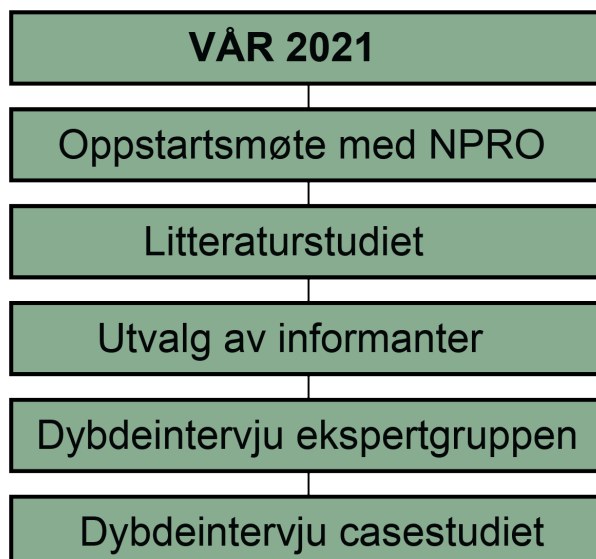 VÅR 2021
Oppstartsmøte med NPRO
Litteraturstudiet
Utvalg av informanter
Dybdeintervju ekspertgruppen
Dybdeintervju casestudiet